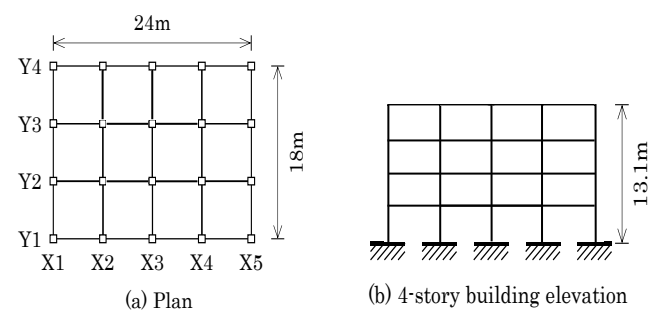 24m
Y4
Y3
Y2
Y1
18m
X1 X2 X3 X4 X5
(a) Plan
13.1m
(b) 4-story building elevation